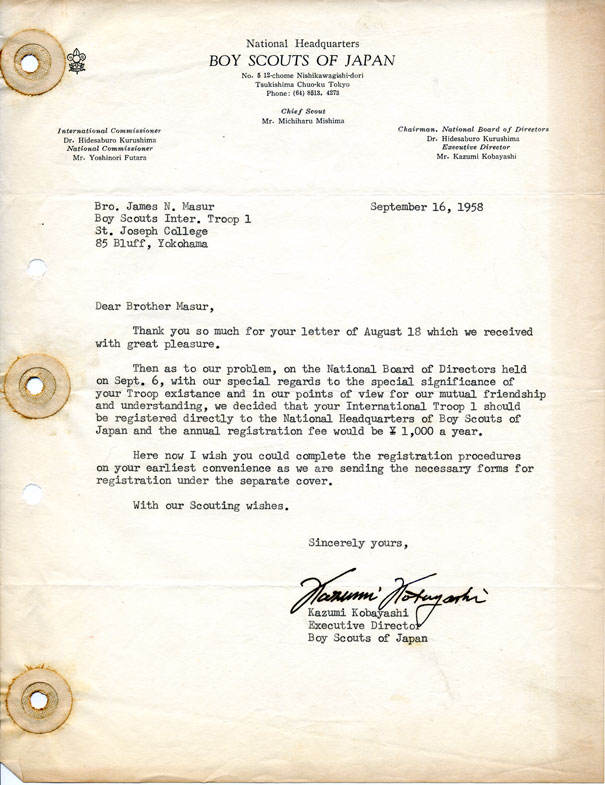 National Headquarters
BOY SCOUTS OF JAPAN
No. 5 12-chome Nishikawagishi-dori
Tsukishima Chuo-ku Tokyo
Phone: (64) 8513. 4273
Chief Scout
Mr. Michiharu Mishima
International Commissioner
Dr. Hidesaburo Kurushima
National Commissioner
Mr. Yoshinori Futara
Chairman. National Board of Directors
Dr. Hidesaburo Kurushima
Executive Director
Mr. Kazumi Kobayashi
Bro. James N. Masur
Boy Scouts Inter. Troop 1
St. Joseph College
85 Bluff, Yokohama
September 16, 1958
Dear Brother Masur,
Thank you so much for your letter of August 18 which we received
with great pleasure.
Then as to our problem, on the National Board of Directors held
on Sept. 6, with our special regards to the special significance of
your Troop existance and in our points of view for our mutual friendship
and understanding, we decided that your International Troop 1 should
be registered directly to the National Headquarters of Boy Scouts of
Japan and the annual registration fee would be ¥ 1,000 a year.
Here now I wish you could complete the registration procedures
on your earliest convenience as we are sending the necessary forms for
registration under the separate cover.
With our Scouting wishes.
Sincerely yours,
Kazumi Kobayashi
Kazumi Kobayashi
Executive Director
Boy Scouts of Japan